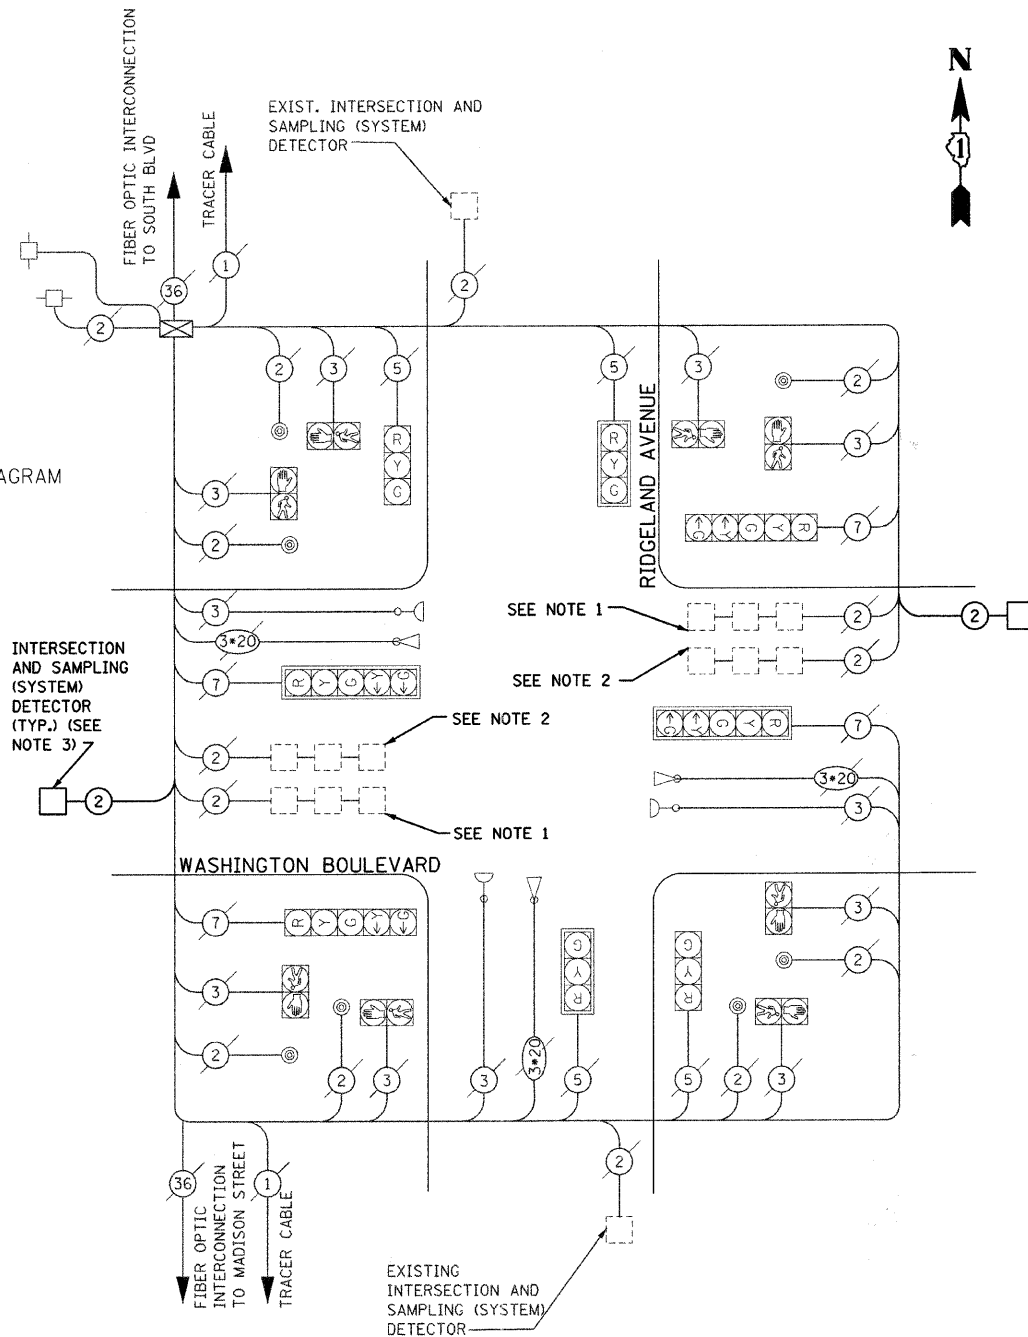 FIBER OPTIC INTERCONNECTION
TO SOUTH BLVD
TRACER CABLE
EXIST. INTERSECTION AND
SAMPLING (SYSTEM)
DETECTOR
N
1
36
1
2
2
2
3
5
5
3
2
R
Y
G
R
Y
G
3
AGRAM
3
RIDGELAND AVENUE
2
R Y G ←Y ←G
7
3
SEE NOTE 1
2
2
3*20
INTERSECTION
AND SAMPLING
(SYSTEM)
DETECTOR
(TYP.) (SEE
NOTE 3)
7
R Y G ←Y ←G
SEE NOTE 2
2
SEE NOTE 2
R Y G ←Y ←G
7
2
3*20
2
2
3
SEE NOTE 1
WASHINGTON BOULEVARD
7
R Y G ←Y ←G
3
G
Y
R
G
Y
R
2
3
2
3*20
2
3
3
5
5
2
3
2
36
1
FIBER OPTIC
INTERCONNECTION
TO MADISON STREET
TRACER CABLE
EXISTING
INTERSECTION AND
SAMPLING (SYSTEM)
DETECTOR